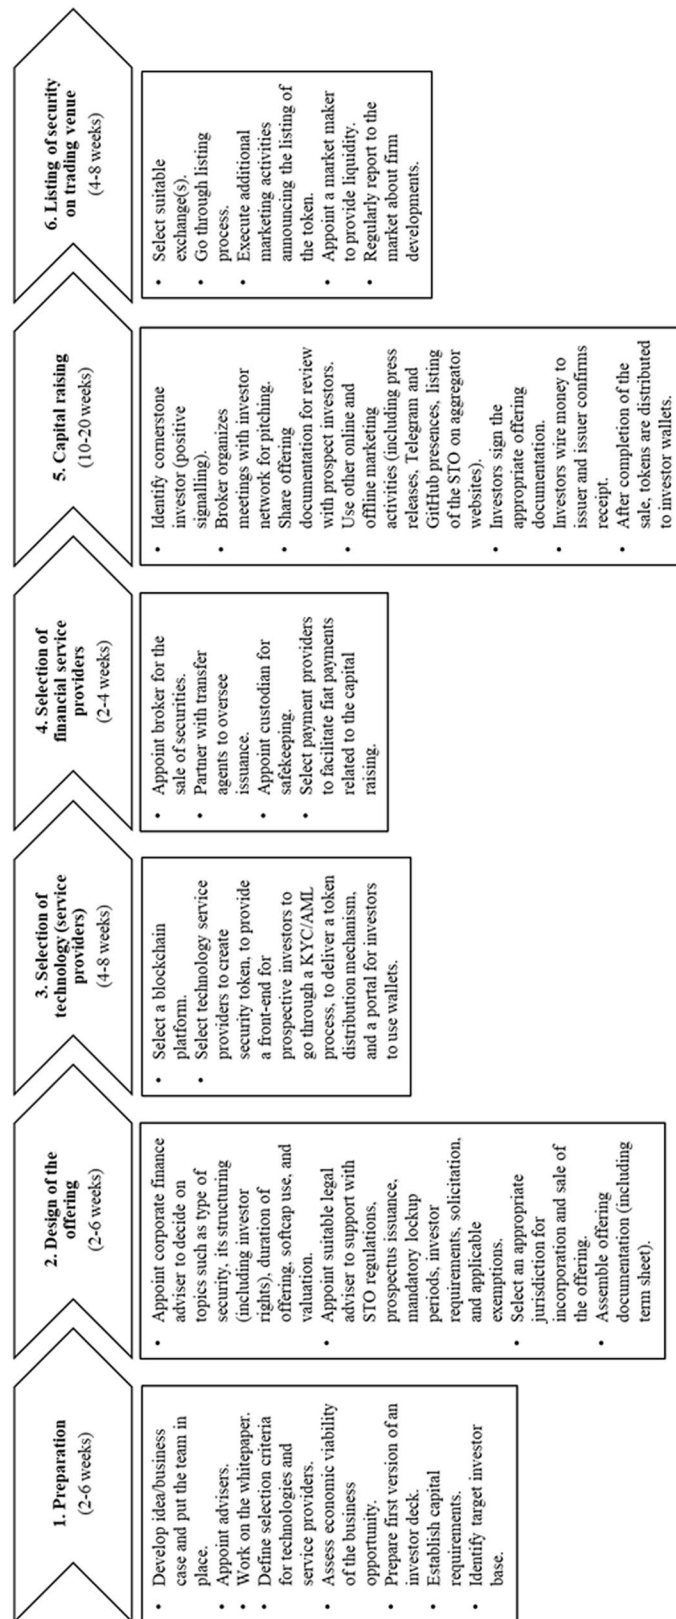 1. Preparation
(2-6 weeks)
• Develop idea/business
case and put the team in
place.
• Appoint advisers.
• Work on the whitepaper.
• Define selection criteria
for technologies and
service providers.
• Assess economic viability
of the business
opportunity.
• Prepare first version of an
investor deck.
• Establish capital
requirements.
• Identify target investor
base.
2. Design of the
offering
(2-6 weeks)
• Appoint corporate finance
adviser to decide on
topics such as type of
security, its structuring
(including investor
rights), duration of
offering, softcap use, and
valuation.
• Appoint suitable legal
adviser to support with
STO regulations,
prospectus issuance,
mandatory lockup
periods, investor
requirements, solicitation,
and applicable
exemptions.
• Select an appropriate
jurisdiction for
incorporation and sale of
the offering.
• Assemble offering
documentation (including
term sheet).
3. Selection of
technology (service
providers)
(4-8 weeks)
• Select a blockchain
platform.
• Select technology service
providers to create
security token, to provide
a front-end for
prospective investors to
go through a KYC/AML
process, to deliver a token
distribution mechanism,
and a portal for investors
to use wallets.
4. Selection of
financial service
providers
(2-4 weeks)
• Appoint broker for the
sale of securities.
• Partner with transfer
agents to oversee
issuance.
• Appoint custodian for
safekeeping.
• Select payment providers
to facilitate fiat payments
related to the capital
raising.
5. Capital raising
(10-20 weeks)
• Identify cornerstone
investor (positive
signalling).
• Broker organizes
meetings with investor
network for pitching.
• Share offering
documentation for review
with prospect investors.
• Use other online and
offline marketing
activities (including press
releases, Telegram and
GitHub presences, listing
of the STO on aggregator
websites).
• Investors sign the
appropriate offering
documentation.
• Investors wire money to
issuer and issuer confirms
receipt.
• After completion of the
sale, tokens are distributed
to investor wallets.
6. Listing of security
on trading venue
(4-8 weeks)
• Select suitable
exchange(s).
• Go through listing
process.
• Execute additional
marketing activities
announcing the listing of
the token.
• Appoint a market maker
to provide liquidity.
• Regularly report to the
market about firm
developments.